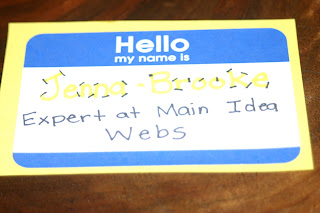 Hello
my name is
Jenna-Brooke
Expert at Main Idea
Webs